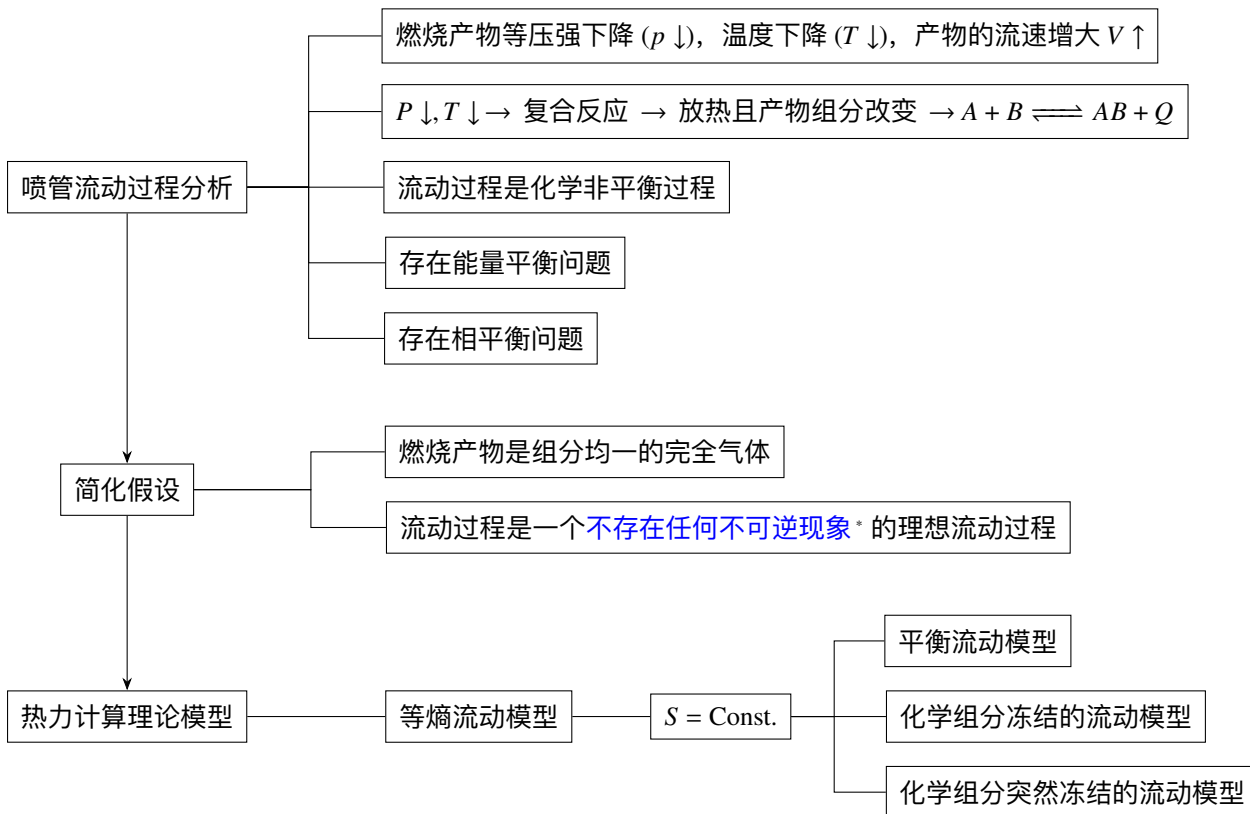 燃烧产物等压强下降 (p ↓)，温度下降 (T ↓)，产物的流速增大 V ↑
P ↓, T ↓ → 复合反应 → 放热且产物组分改变 → A + B ⇌ AB + Q
喷管流动过程分析
流动过程是化学非平衡过程
存在能量平衡问题
存在相平衡问题
燃烧产物是组分均一的完全气体
简化假设
流动过程是一个不存在任何不可逆现象* 的理想流动过程
平衡流动模型
热力计算理论模型
等熵流动模型
S = Const.
化学组分冻结的流动模型
化学组分突然冻结的流动模型